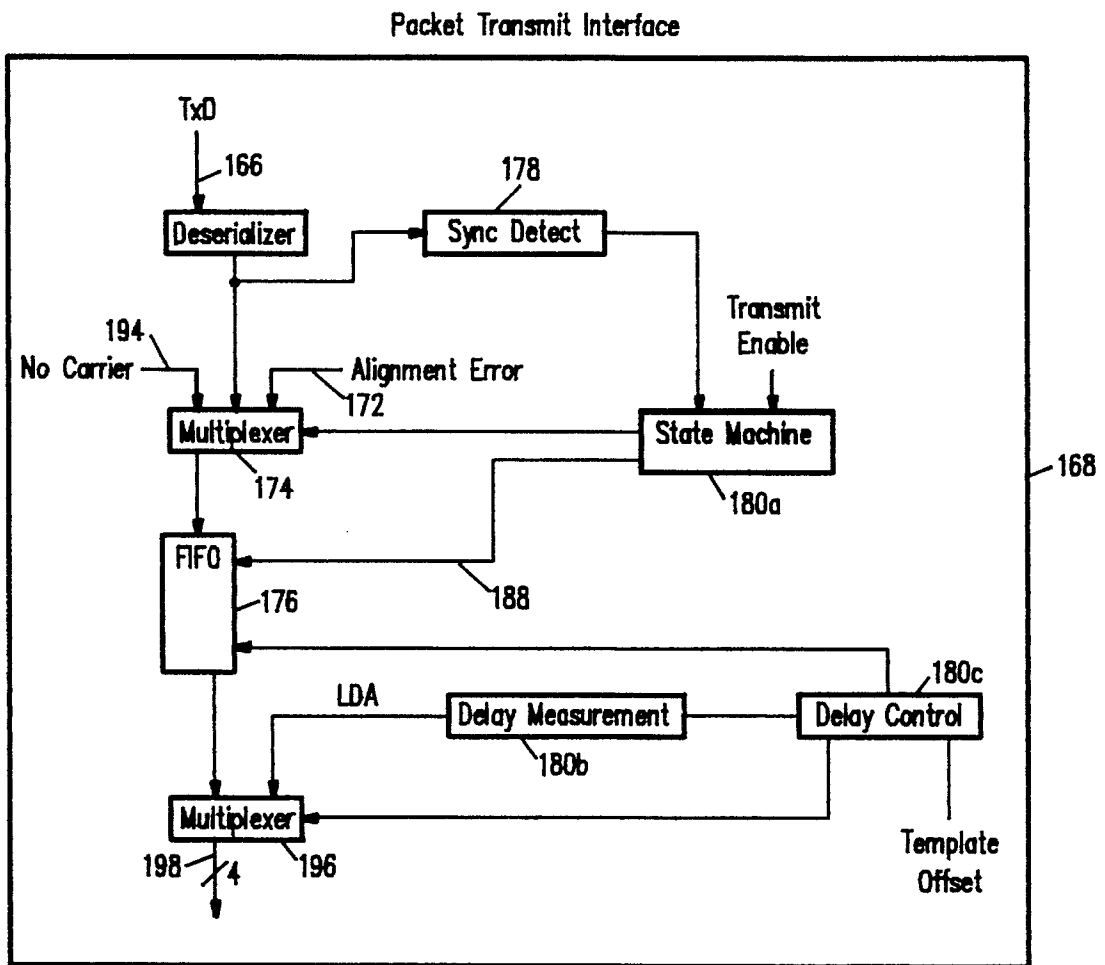 Packet Transmit Interface
TxD
166
178
Deserializer
Sync Detect
Transmit
Enable
194
No Carrier
Alignment Error
172
Multiplexer
State Machine
174
180a
168
FIFO
176
188
180c
LDA
Delay Measurement
Delay Control
180b
Multiplexer
198
4
196
Template
Offset